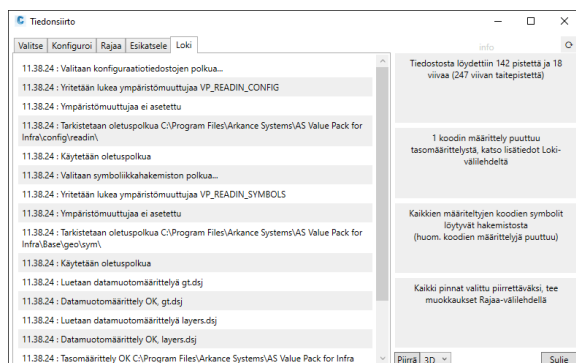 Tiedonsiirto
Valitse Konfiguroi Rajaa Esikatsele Loki
info
11.38.24 : Valitaan konfiguraatiotiedostojen polkua...
11.38.24 : Yritetään lukea ympäristömuuttujaa VP_READIN_CONFIG
11.38.24 : Ympäristömuuttujaa ei asetettu
11.38.24 : Tarkistetaan oletuspolkua C:\Program Files\Arkance Systems\AS Value Pack for
Infra\config\readin\
11.38.24 : Käytetään oletuspolkua
11.38.24 : Valitaan symboliikkahakemiston polkua...
11.38.24 : Yritetään lukea ympäristömuuttujaa VP_READIN_SYMBOLS
11.38.24 : Ympäristömuuttujaa ei asetettu
11.38.24 : Tarkistetaan oletuspolkua C:\Program Files\Arkance Systems\AS Value Pack for
Infra\Base\geo\sym\
11.38.24 : Käytetään oletuspolkua
11.38.24 : Luetaan datamuotomäärittelyä gt.dsj
11.38.24 : Datamuotomäärittely OK, gt.dsj
11.38.24 : Luetaan datamuotomäärittelyä layers.dsj
11.38.24 : Datamuotomäärittely OK, layers.dsj
11.38.24 : Tasomäärittely OK C:\Program Files\Arkance Systems\AS Value Pack for Infra
Tiedostosta löydettiin 142 pistettä ja 18
viivaa (247 viivan taitepistettä)
1 koodin määrittely puuttuu
tasomäärittelystä, katso lisätiedot Loki-
välilehdeltä
Kaikkien määriteltyjen koodien symbolit
löytyvät hakemistosta
(huom. koodien määrittelyjä puuttuu)
Kaikki pinnat valittu piirrettäväksi, tee
muokkaukset Rajaa-välilehdellä
Piirrä 3D Sulje